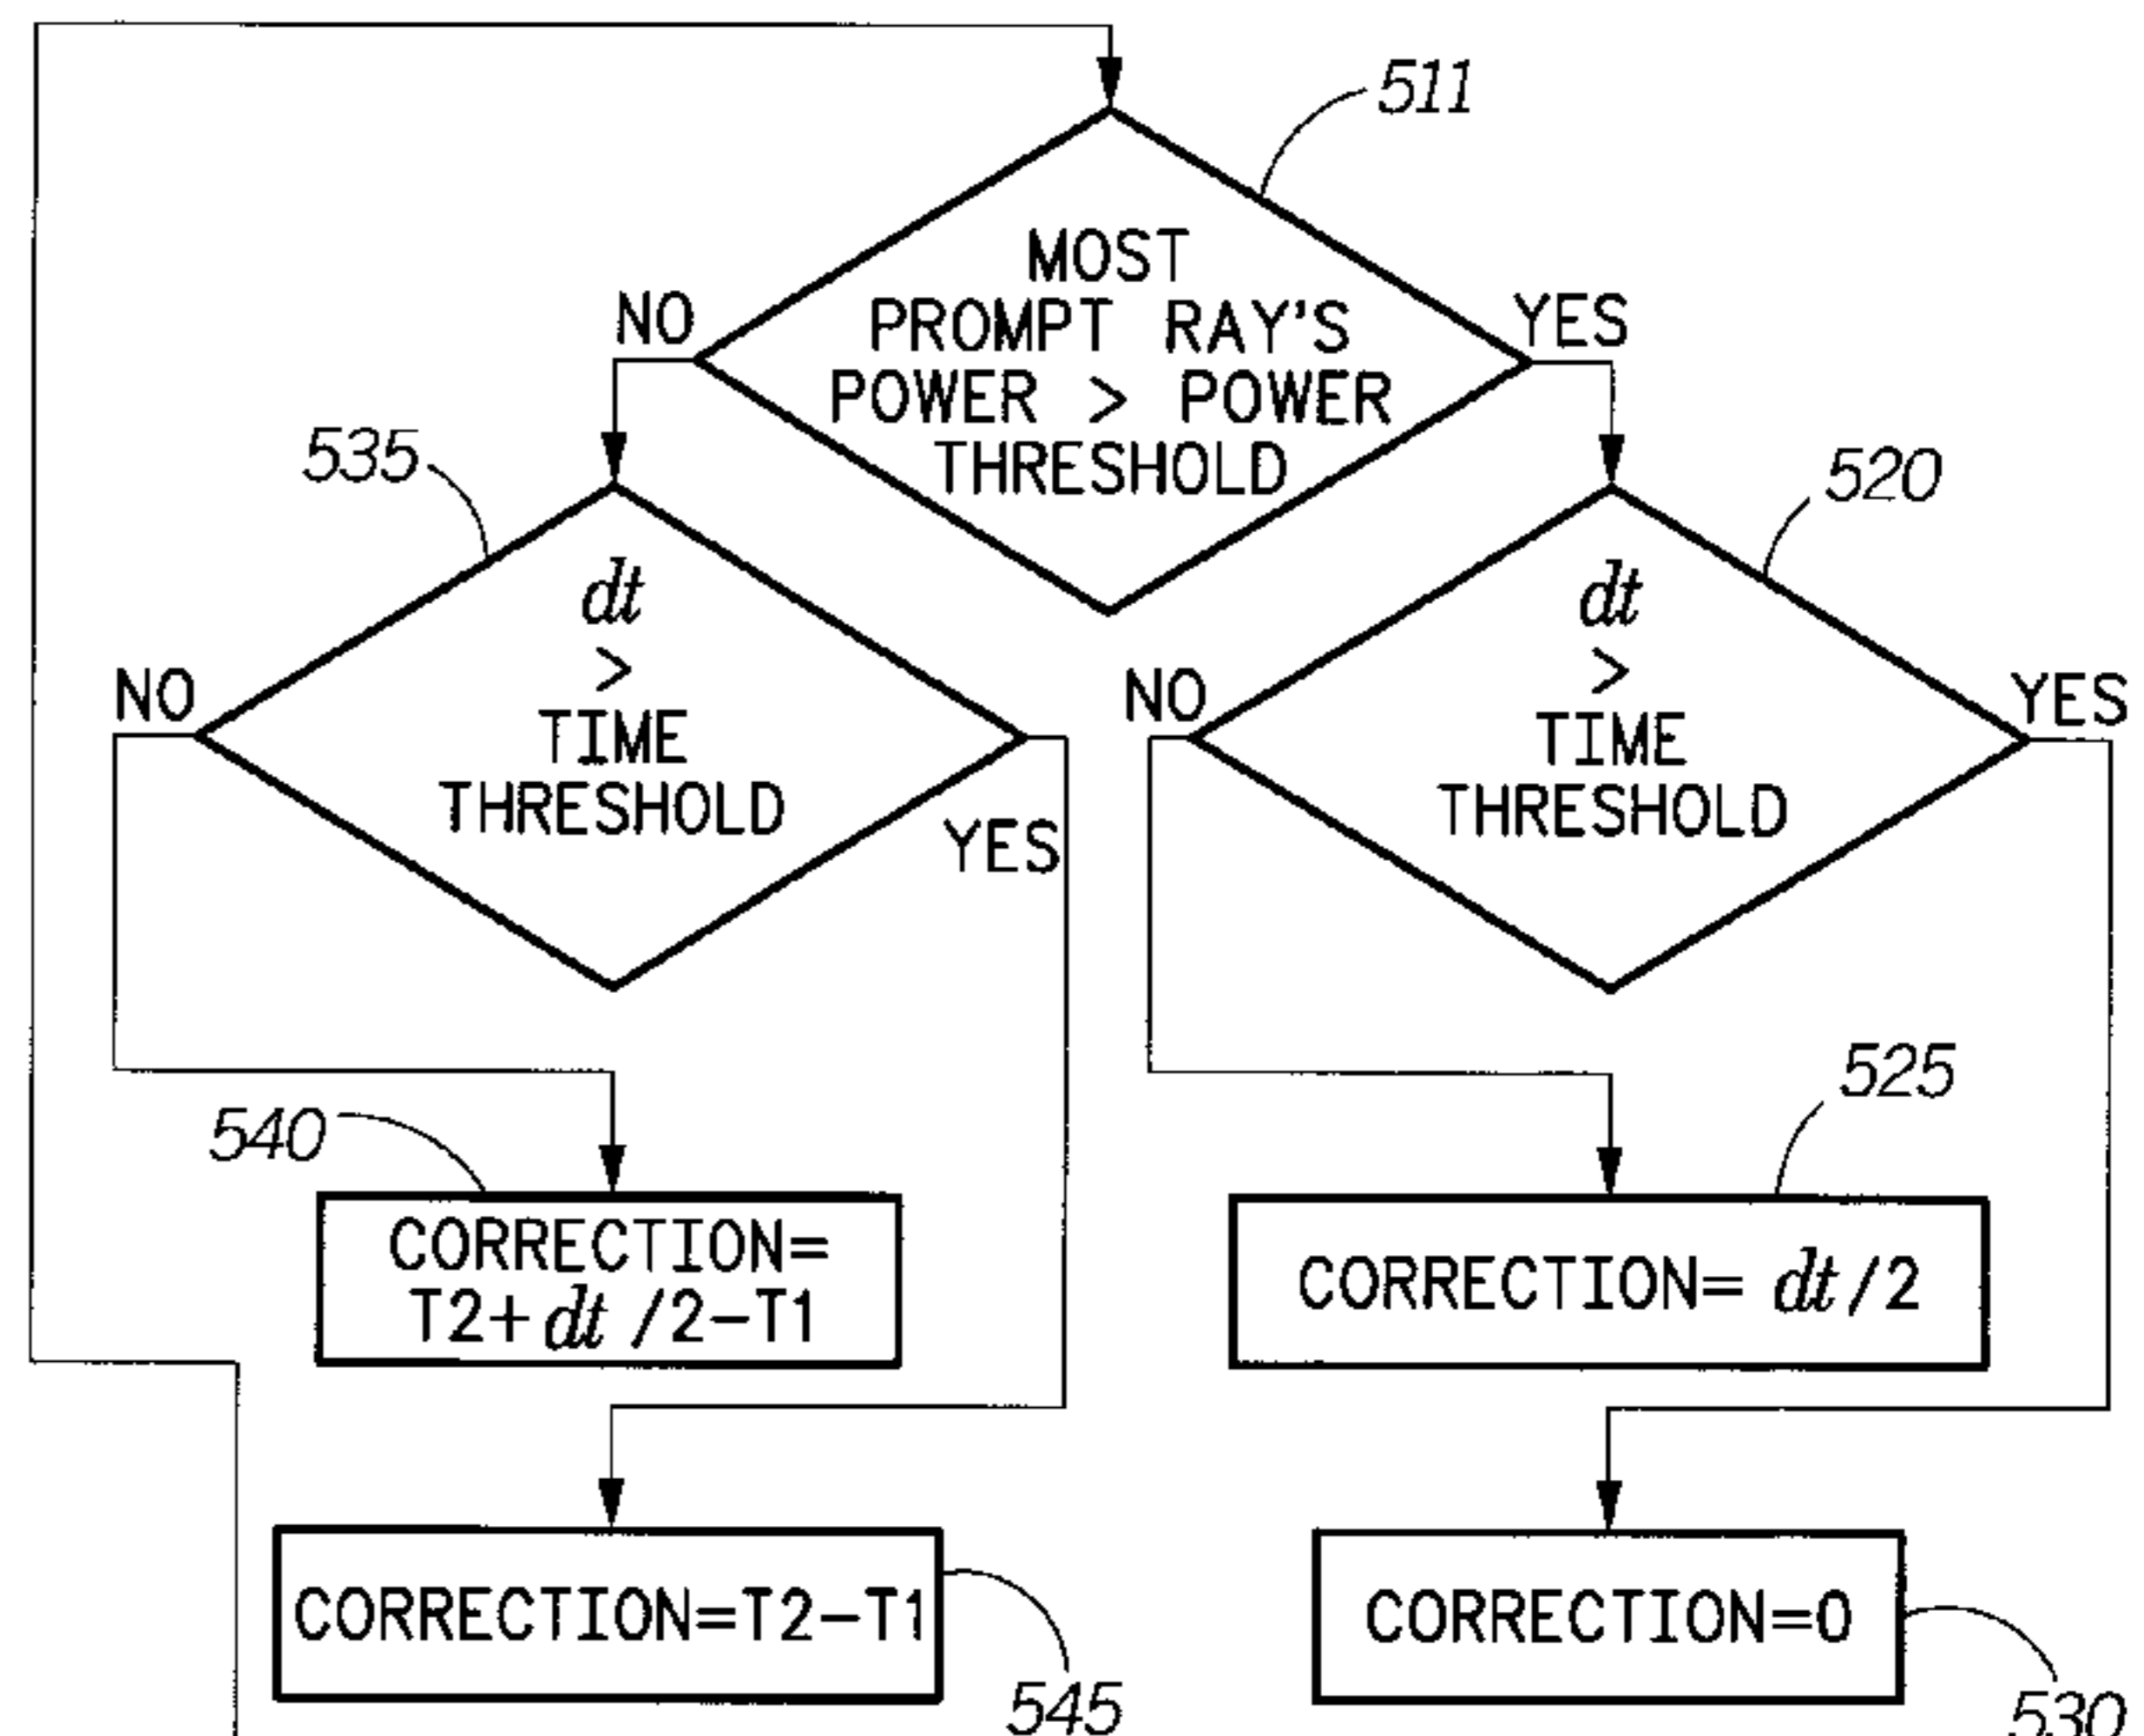 511
MOST
PROMPT RAY'S
POWER > POWER
THRESHOLD
NO
YES
535
dt
>
TIME
THRESHOLD
NO
YES
520
dt
>
TIME
THRESHOLD
NO
YES
540
CORRECTION=
T2+dt/2-T1
525
CORRECTION= dt/2
CORRECTION=T2-T1
545
CORRECTION=0
530